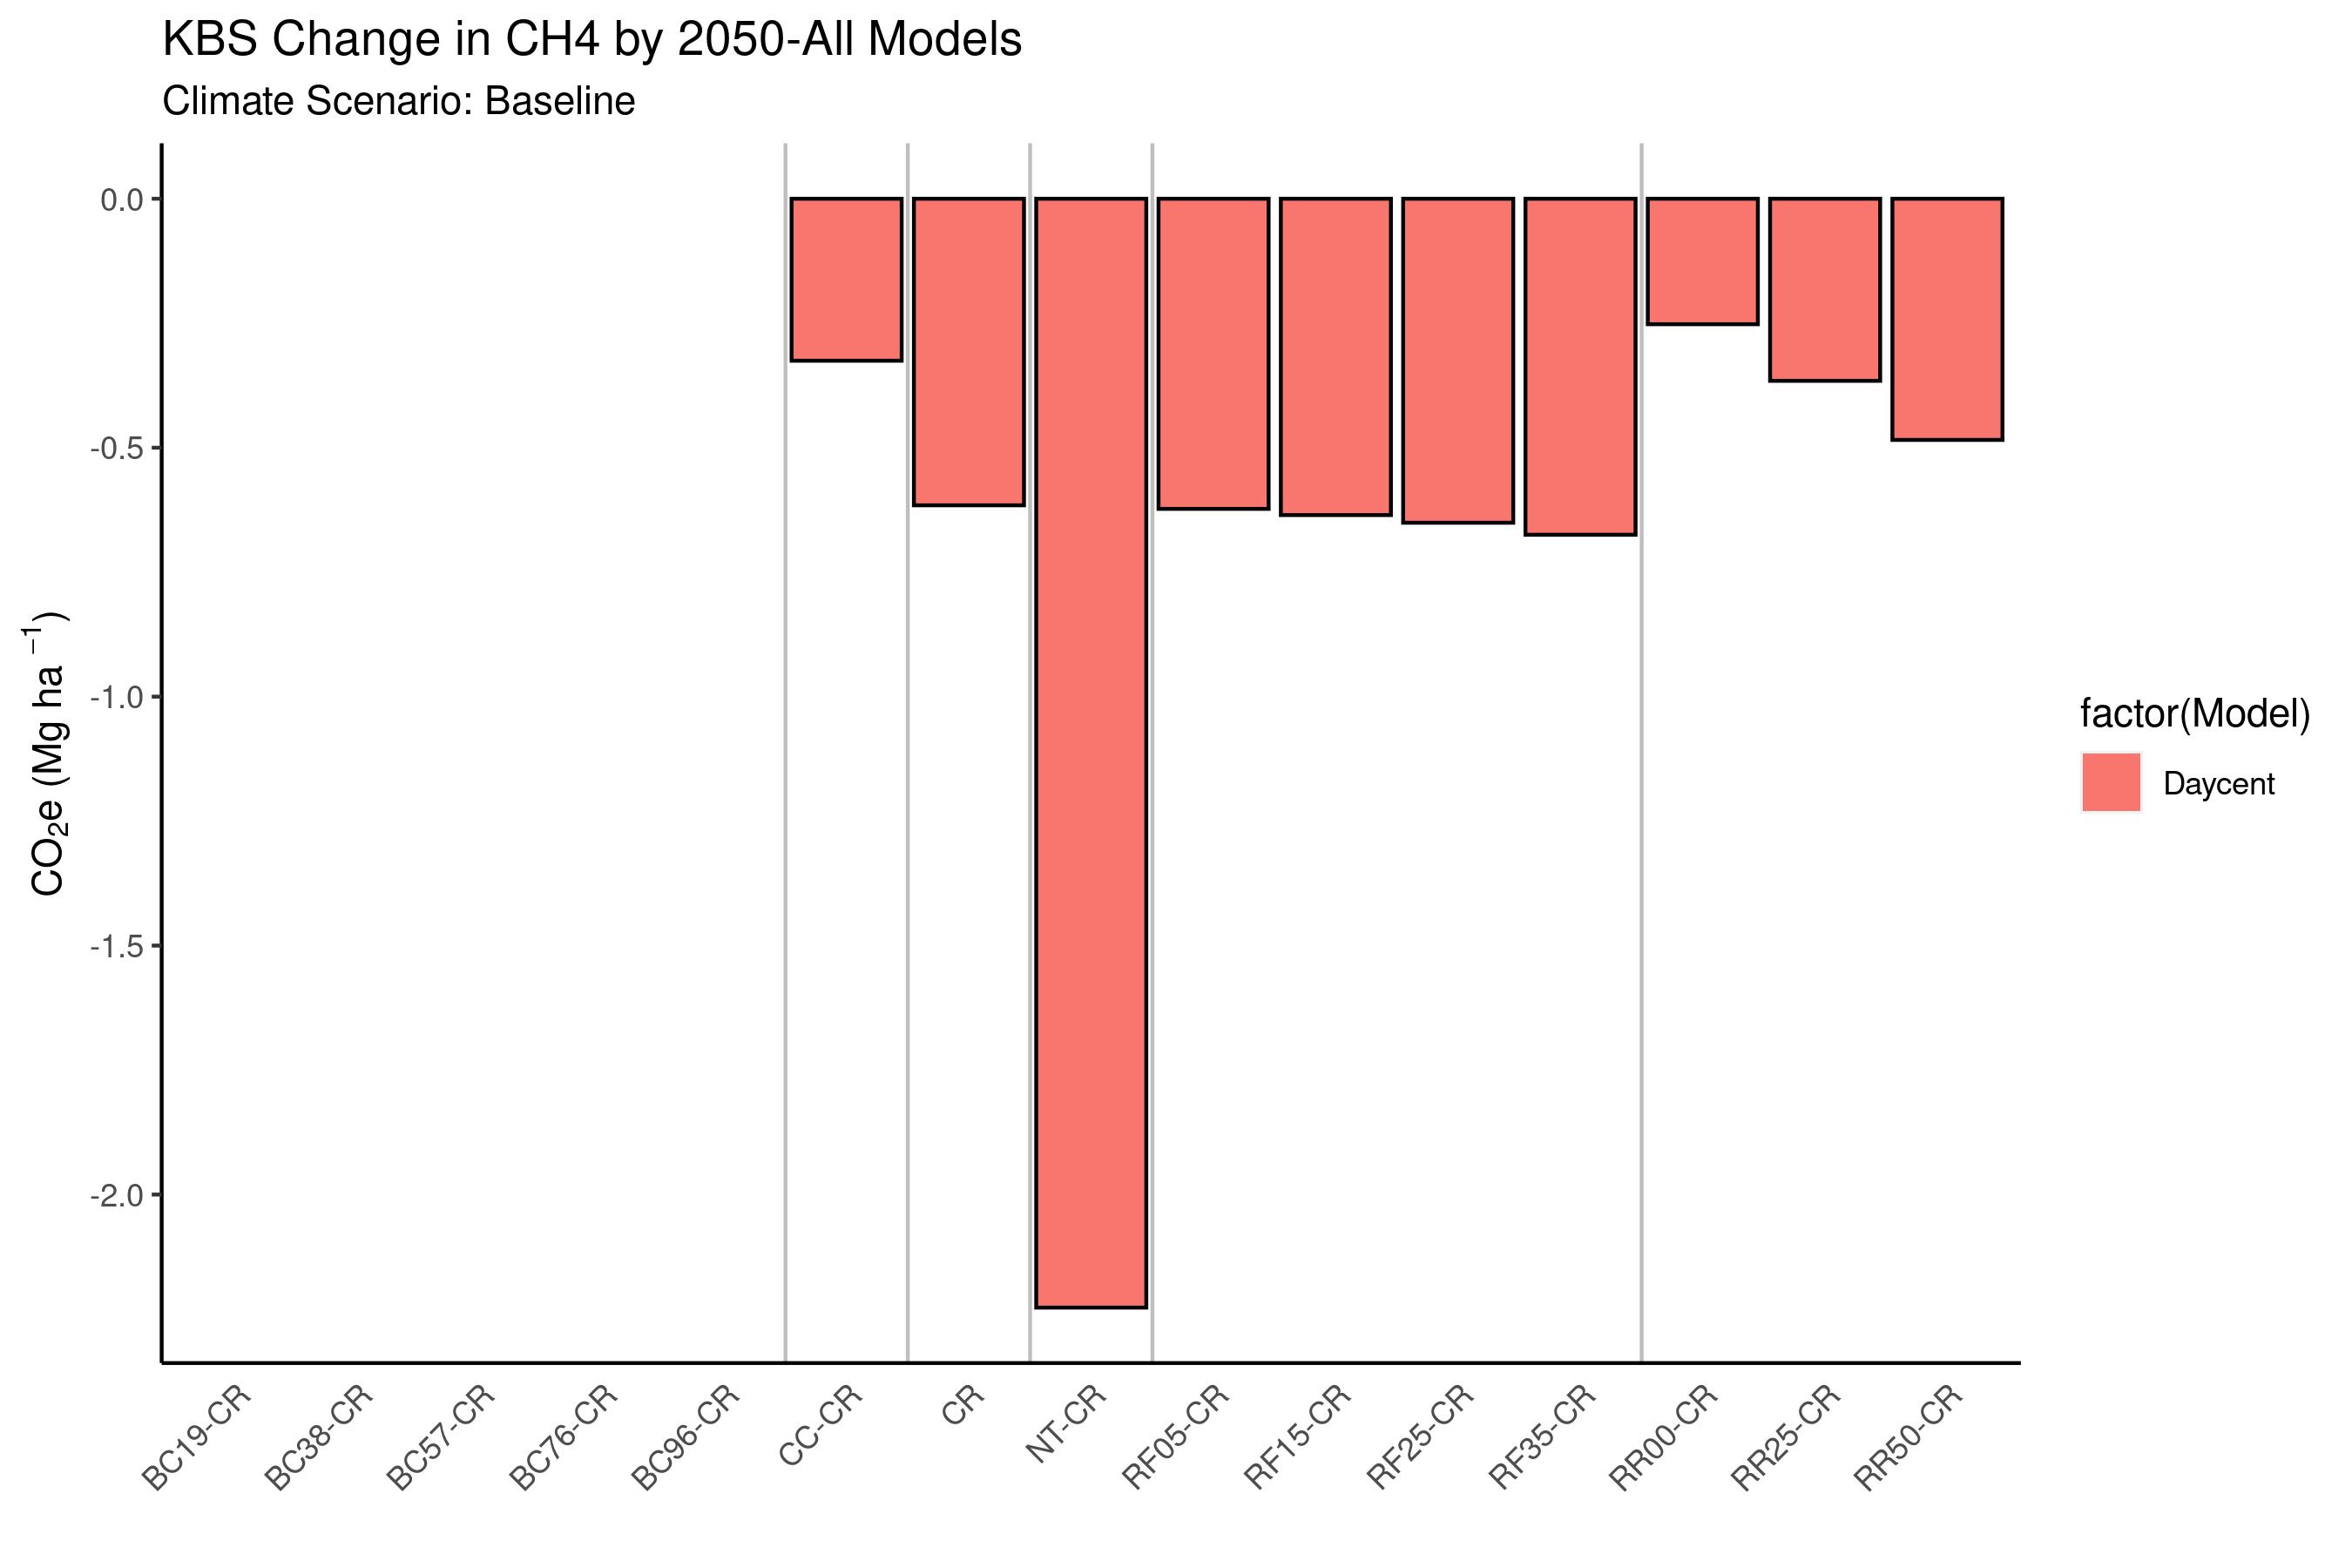 KBS Change in CH4 by 2050-All Models
Climate Scenario: Baseline
CO₂e (Mg ha⁻¹)
0.0
-0.5
-1.0
-1.5
-2.0
BC19-CR
BC38-CR
BC57-CR
BC76-CR
BC96-CR
CC-CR
CR
NT-CR
RF05-CR
RF15-CR
RF25-CR
RF35-CR
RR00-CR
RR25-CR
RR50-CR
factor(Model)
Daycent